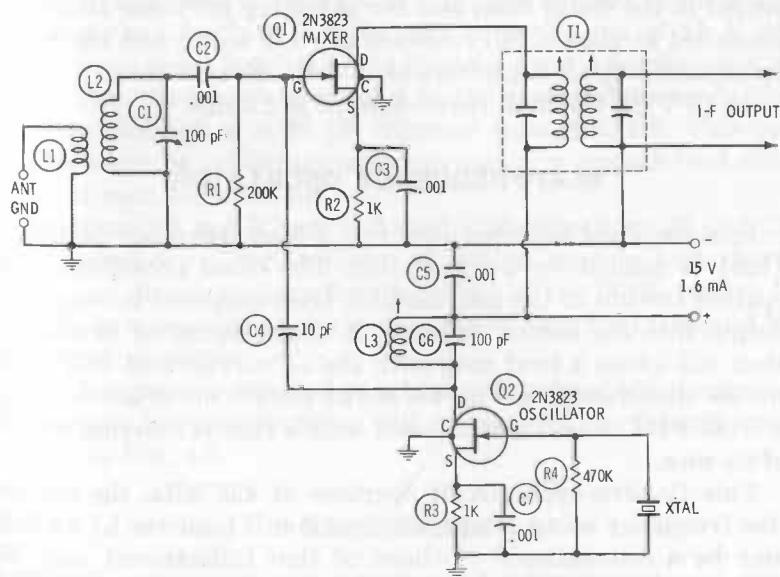 Q1
2N3823
MIXER
T1
C2
.001
L2
C1
100 pF
G
D
C
S
I-F OUTPUT
L1
ANT
GND
R1
200K
C3
.001
R2
1K
C5
.001
−
15 V
1.6 mA
+
C4
10 pF
L3
C6
100 pF
Q2
2N3823
OSCILLATOR
D
C
G
S
R4
470K
C7
.001
R3
1K
XTAL